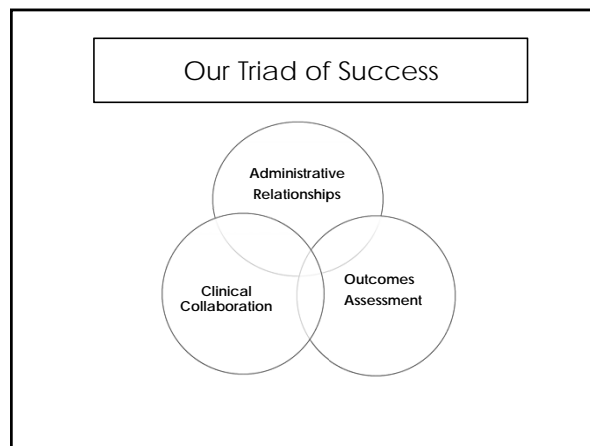 Our Triad of Success
Administrative
Relationships
Clinical
Collaboration
Outcomes
Assessment